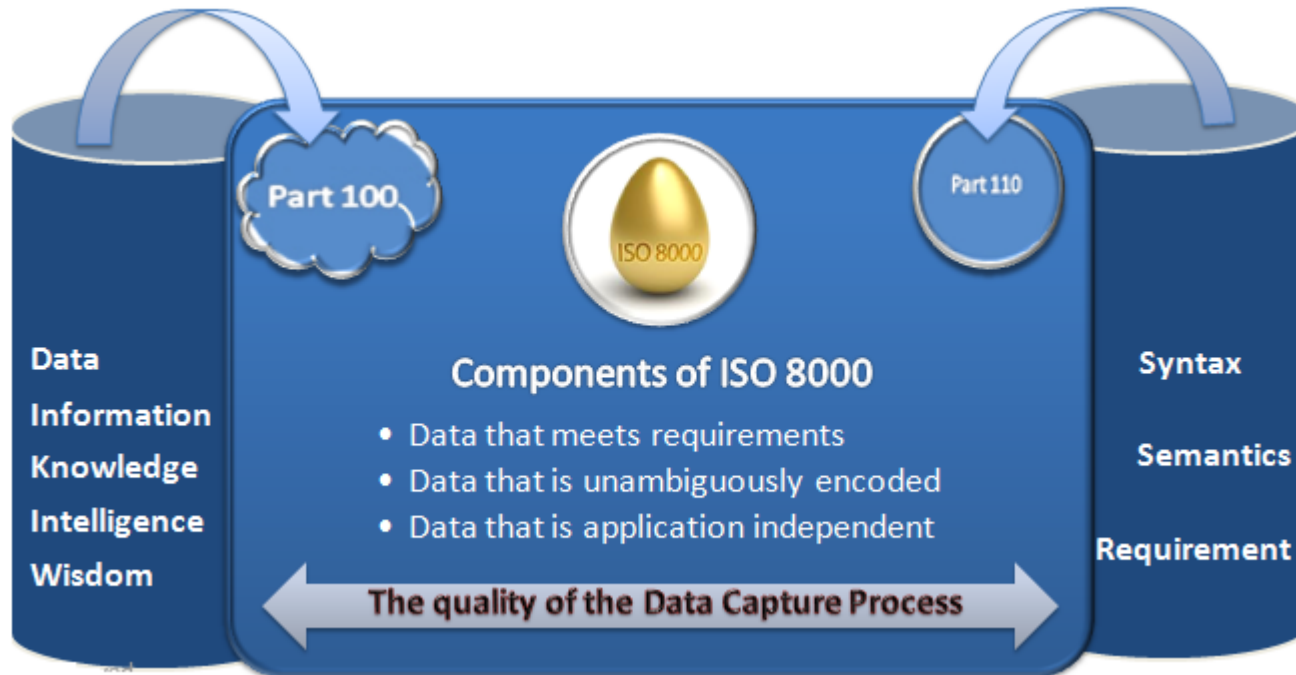 Part 100
Part 110
ISO 8000
Components of ISO 8000
• Data that meets requirements
• Data that is unambiguously encoded
• Data that is application independent
The quality of the Data Capture Process
Data
Information
Knowledge
Intelligence
Wisdom
Syntax
Semantics
Requirement